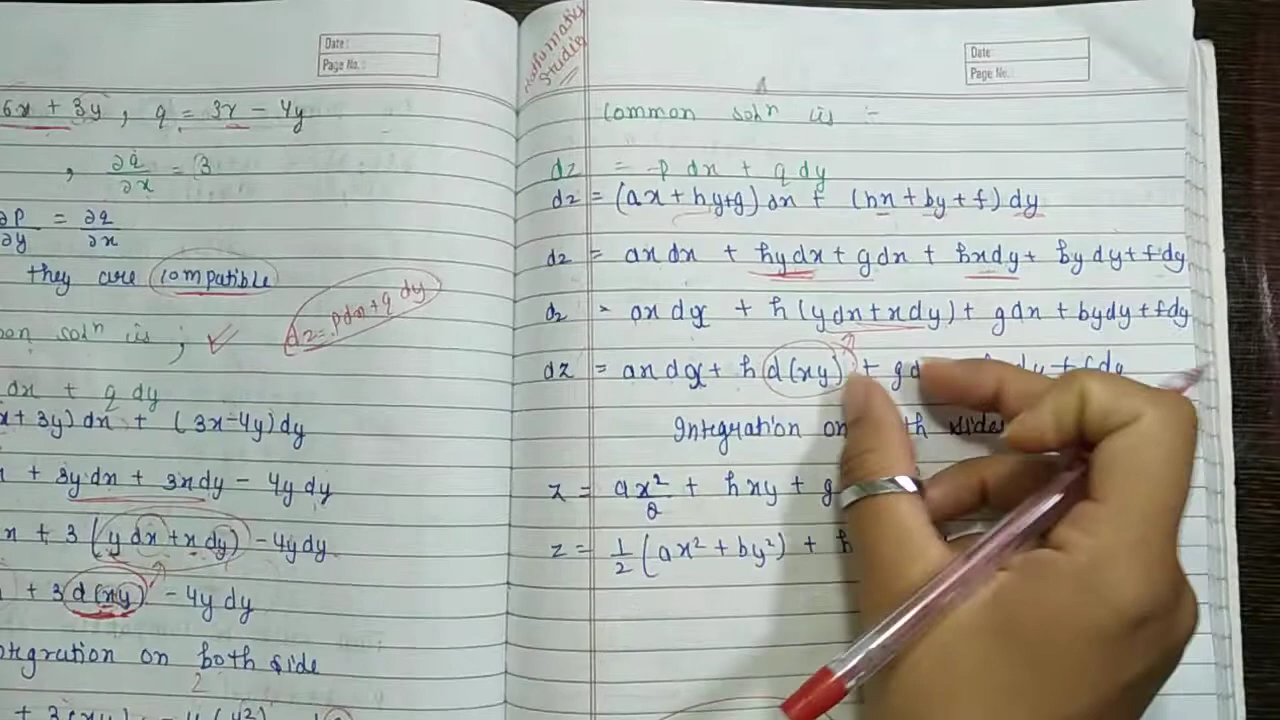 Date :
Page No. :
6x + 3y , q = 3x - 4y
, ∂q/∂x = 3
∂P/∂y = ∂q/∂x
they are compatible
solⁿ is ;
dz = Pdx + q dy
dx + q dy
x + 3y) dx + (3x-4y) dy
+ 3y dx + 3x dy - 4y dy
x + 3 (y dx + x dy) - 4y dy
+ 3 d(xy) - 4y dy
on both side
Date
Page No.
Studies
Common solⁿ is :-
dz = P dx + q dy
dz = (ax + hy+g) dx + (hx + by + f) dy
dz = ax dx + hy dx + g dx + hx dy + by dy + f dy
dz = ax dx + h (y dx + x dy) + g dx + by dy + f dy
dz = ax dx + h d(xy) + g dy + f dy
Integration on sides
z = ax²/2 + hxy + g
z = 1/2 (ax² + by²) + h